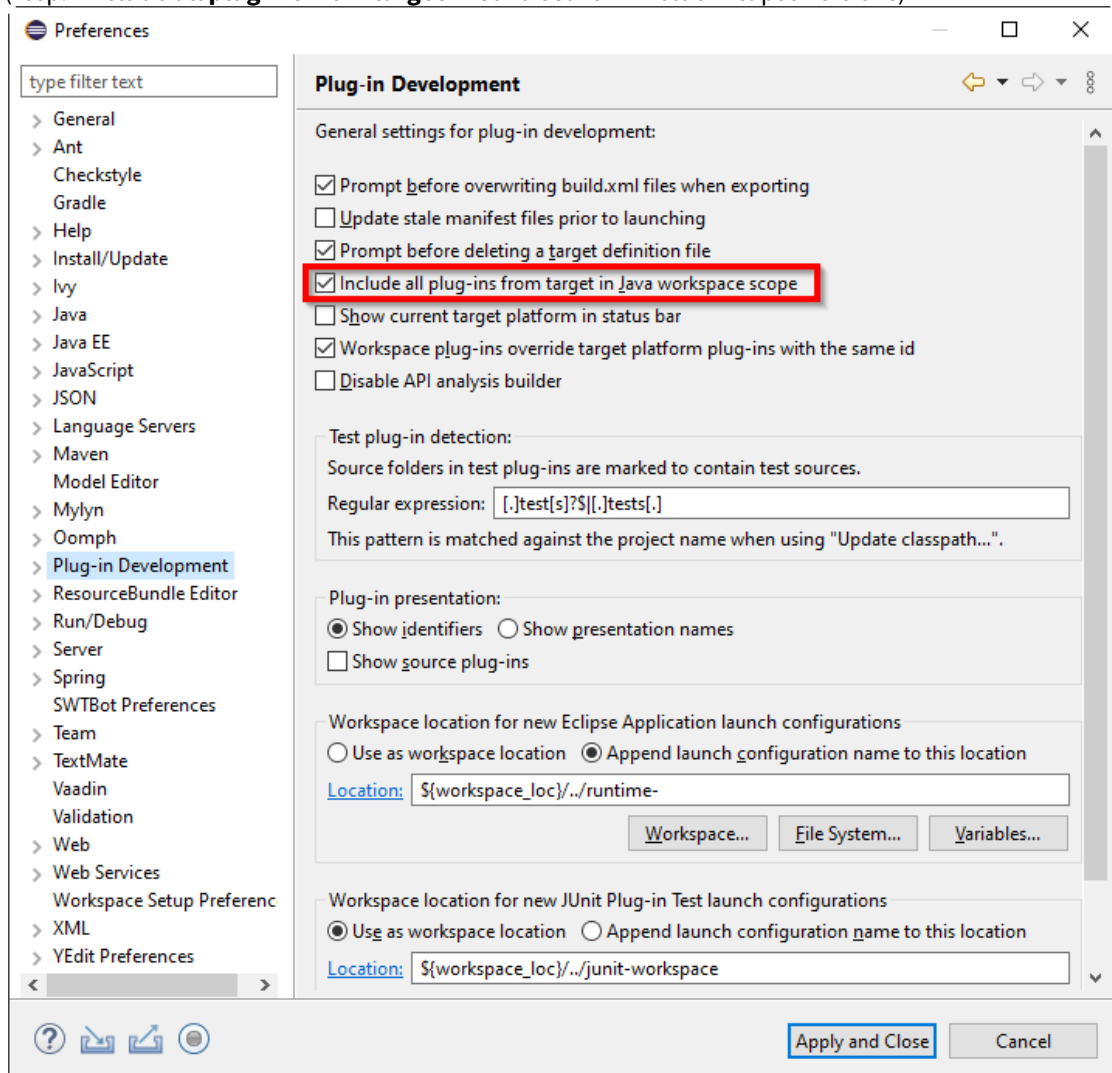 Preferences
type filter text
General
Ant
Checkstyle
Gradle
Help
Install/Update
Ivy
Java
Java EE
JavaScript
JSON
Language Servers
Maven
Model Editor
Mylyn
Oomph
Plug-in Development
ResourceBundle Editor
Run/Debug
Server
Spring
SWTBot Preferences
Team
TextMate
Vaadin
Validation
Web
Web Services
Workspace Setup Preferenc
XML
YEdit Preferences
Plug-in Development
General settings for plug-in development:
Prompt before overwriting build.xml files when exporting
Update stale manifest files prior to launching
Prompt before deleting a target definition file
Include all plug-ins from target in Java workspace scope
Show current target platform in status bar
Workspace plug-ins override target platform plug-ins with the same id
Disable API analysis builder
Test plug-in detection:
Source folders in test plug-ins are marked to contain test sources.
Regular expression: [.]test[s]?$|[.]tests[.]
This pattern is matched against the project name when using "Update classpath...".
Plug-in presentation:
Show identifiers Show presentation names
Show source plug-ins
Workspace location for new Eclipse Application launch configurations
Use as workspace location Append launch configuration name to this location
Location: ${workspace_loc}/../runtime-
Workspace... File System... Variables...
Workspace location for new JUnit Plug-in Test launch configurations
Use as workspace location Append launch configuration name to this location
Location: ${workspace_loc}/../junit-workspace
Apply and Close Cancel